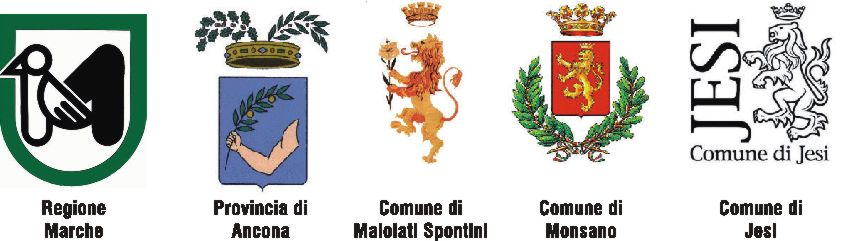 JESI
Comune di Jesi
Regione
Marche
Provincia di
Ancona
Comune di
Maiolati Spontini
Comune di
Monsano
Comune di
Jesi